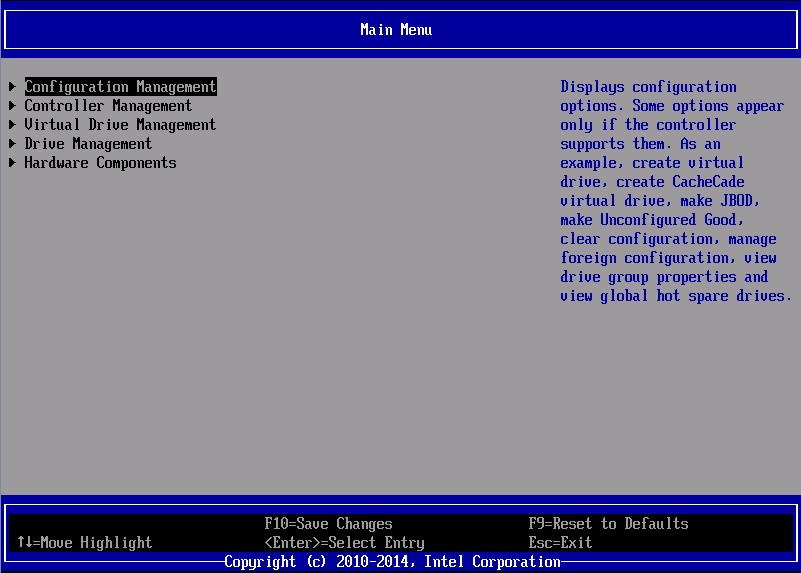 Main Menu
Configuration Management
Controller Management
Virtual Drive Management
Drive Management
Hardware Components
Displays configuration
options. Some options appear
only if the controller
supports them. As an
example, create virtual
drive, create CacheCade
virtual drive, make JBOD,
make Unconfigured Good,
clear configuration, manage
foreign configuration, view
drive group properties and
view global hot spare drives.
F10=Save Changes F9=Reset to Defaults
↑↓=Move Highlight <Enter>=Select Entry Esc=Exit
Copyright (c) 2010-2014, Intel Corporation